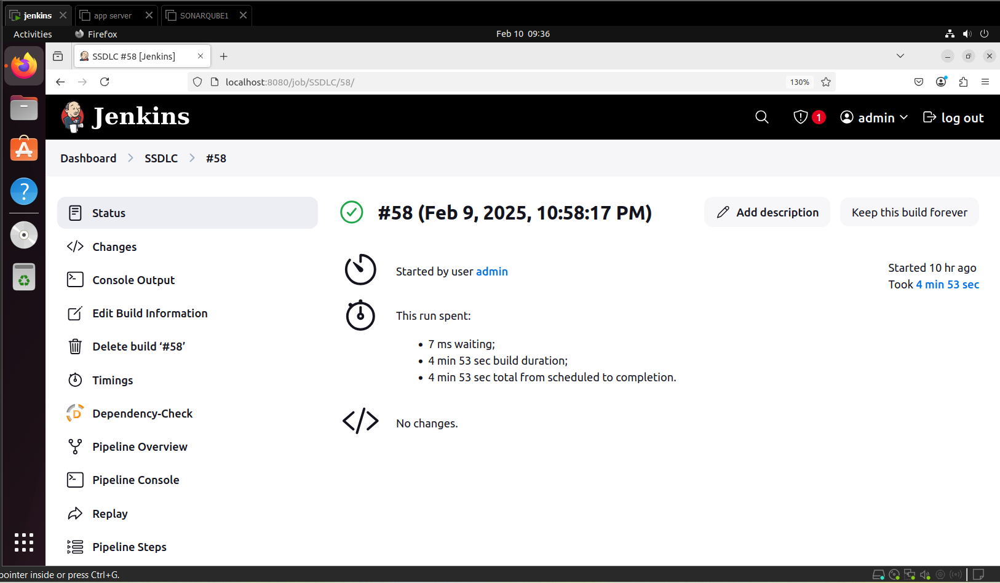 jenkins
app server
SONARQUBE1
Activities
Firefox
Feb 10 09:36
SSDLC #58 [Jenkins]
localhost:8080/job/SSDLC/58/
130%
Jenkins
1
admin
log out
Dashboard
SSDLC
#58
Status
Changes
Console Output
Edit Build Information
Delete build ‘#58’
Timings
Dependency-Check
Pipeline Overview
Pipeline Console
Replay
Pipeline Steps
#58 (Feb 9, 2025, 10:58:17 PM)
Add description
Keep this build forever
Started by user admin
Started 10 hr ago
Took 4 min 53 sec
This run spent:
• 7 ms waiting;
• 4 min 53 sec build duration;
• 4 min 53 sec total from scheduled to completion.
No changes.
pointer inside or press Ctrl+G.